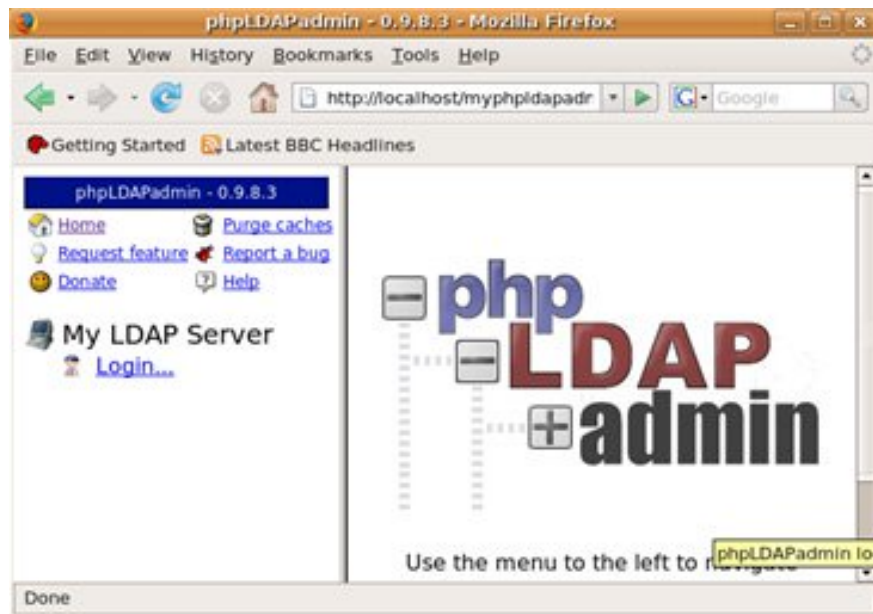 phpLDAPadmin - 0.9.8.3 - Mozilla Firefox
File Edit View History Bookmarks Tools Help
http://localhost/myphpldapadr Google
Getting Started Latest BBC Headlines
phpLDAPadmin - 0.9.8.3
Home Purge caches
Request feature Report a bug
Donate Help
My LDAP Server
Login...
php
LDAP
admin
Use the menu to the left to navigate
phpLDAPadmin lo
Done